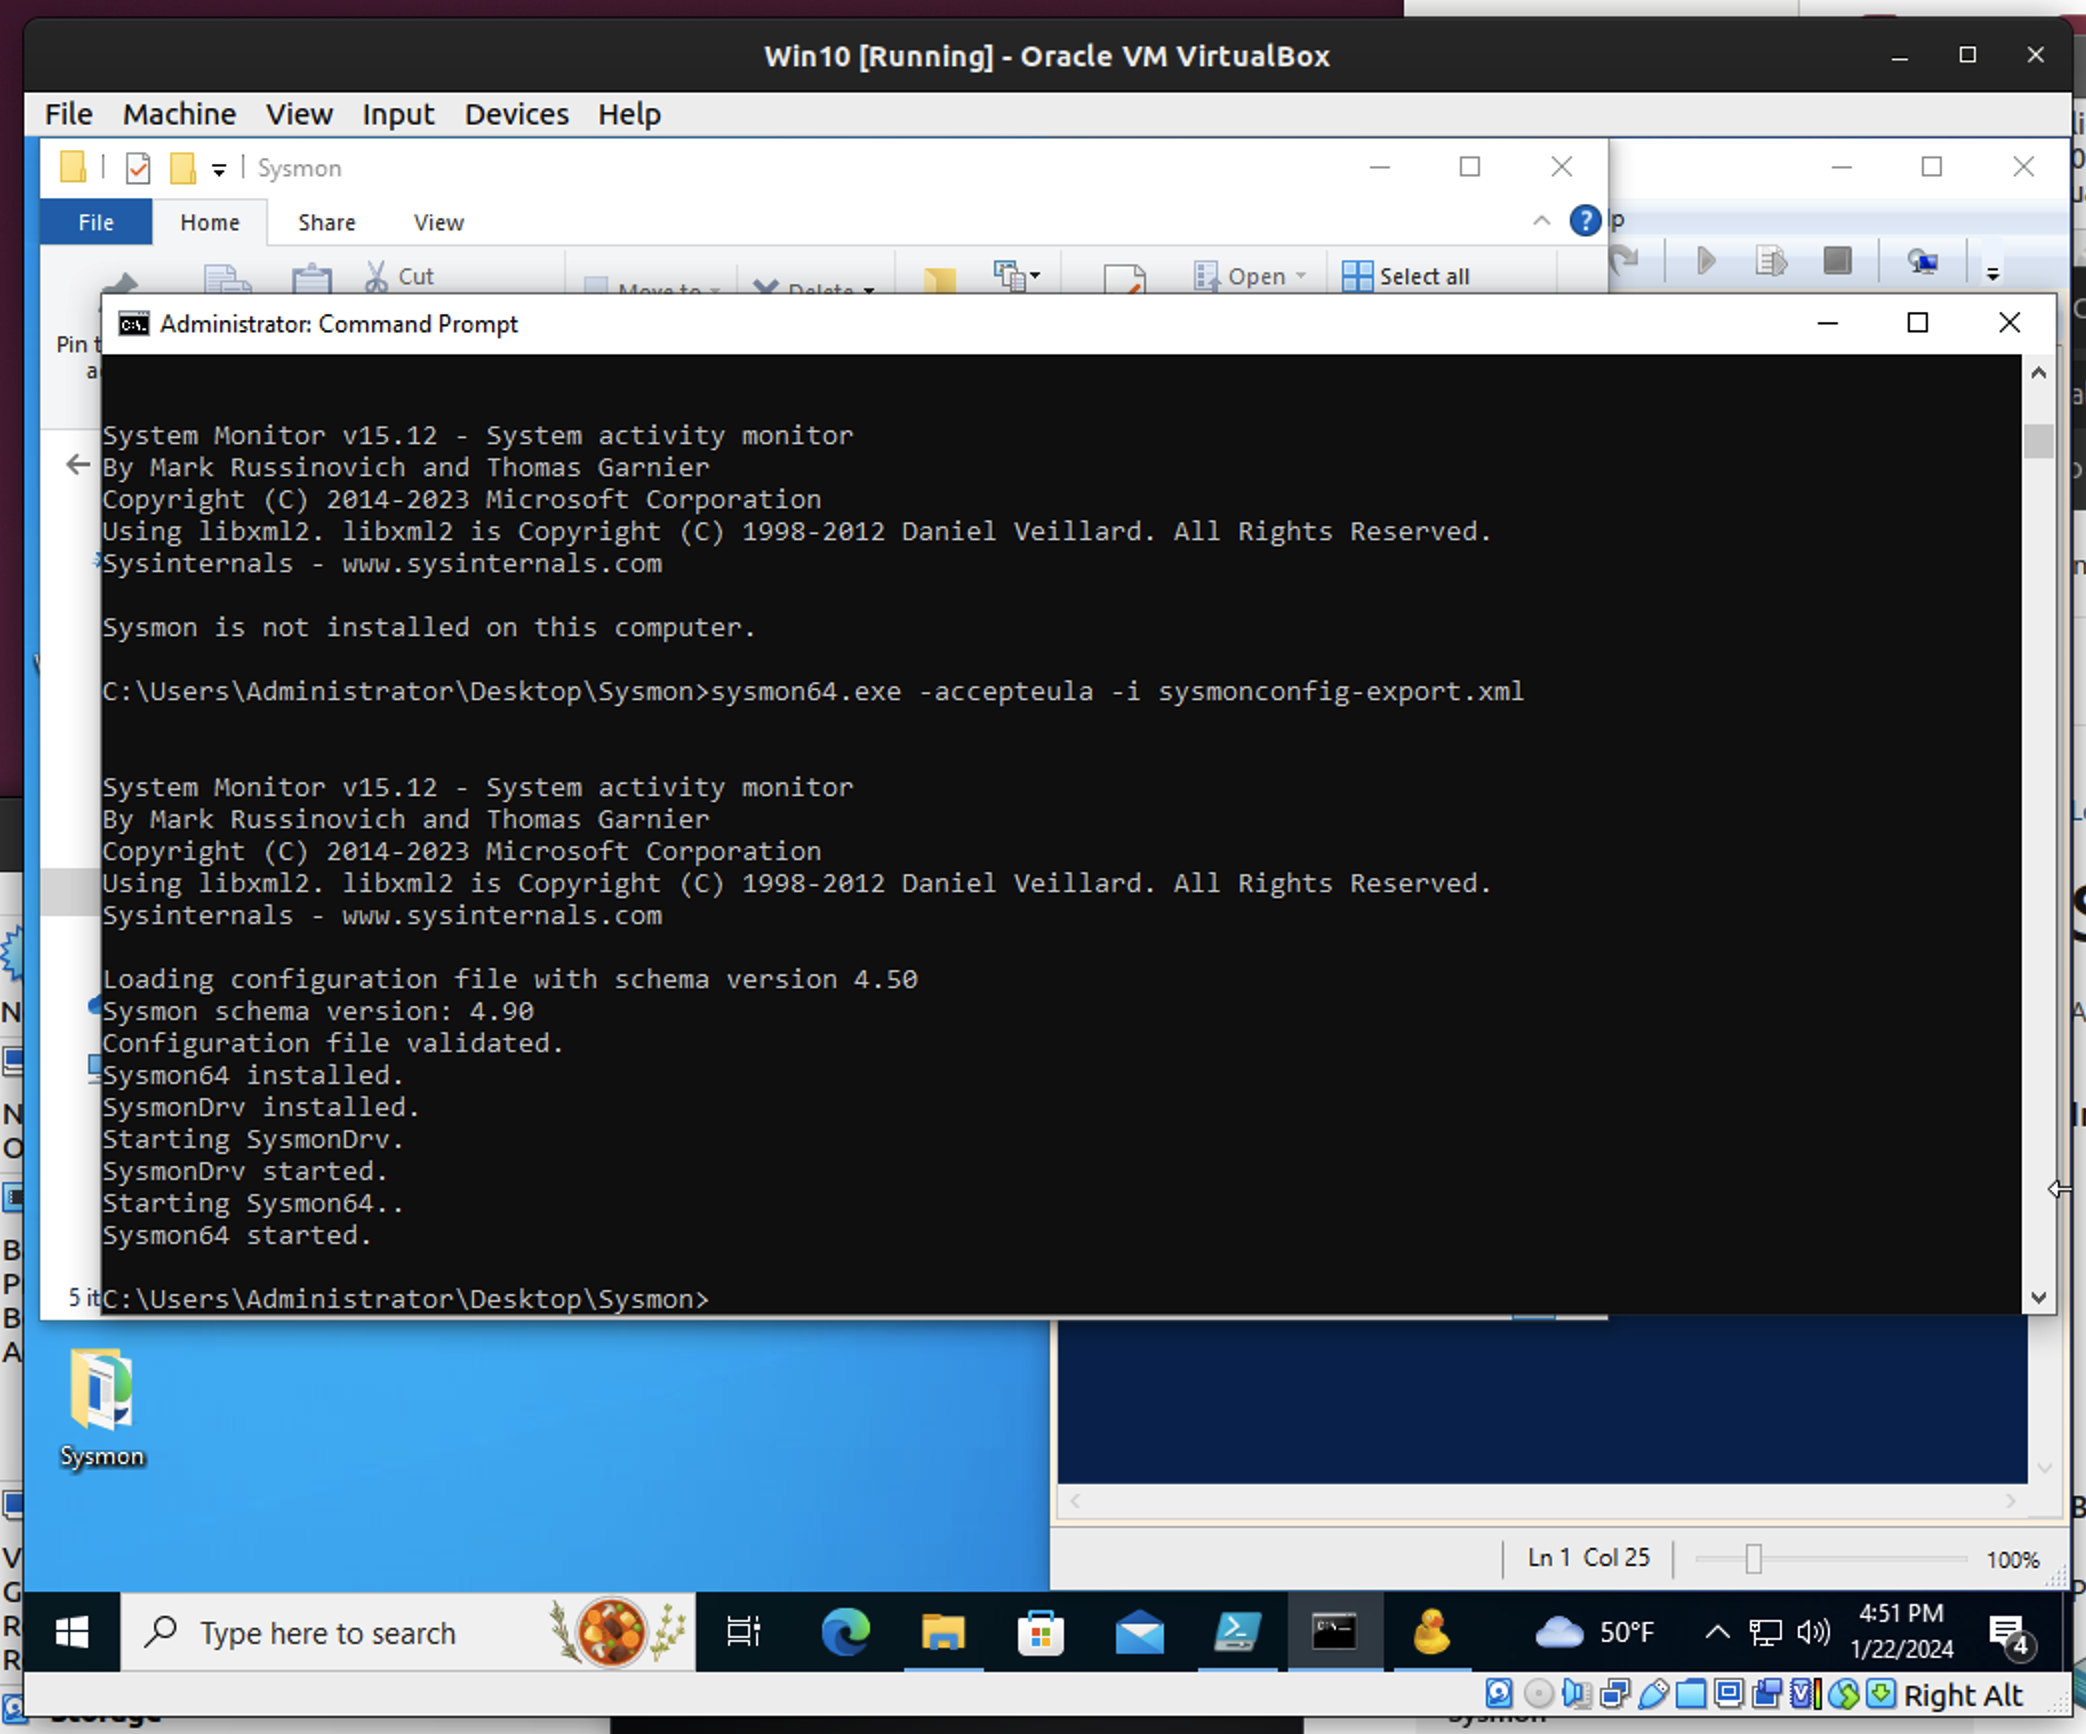 Win10 [Running] - Oracle VM VirtualBox
File Machine View Input Devices Help
Sysmon
File Home Share View
Cut
Move to Delete
Open
Select all
Pin t
a
Administrator: Command Prompt
System Monitor v15.12 - System activity monitor
By Mark Russinovich and Thomas Garnier
Copyright (C) 2014-2023 Microsoft Corporation
Using libxml2. libxml2 is Copyright (C) 1998-2012 Daniel Veillard. All Rights Reserved.
Sysinternals - www.sysinternals.com
Sysmon is not installed on this computer.
C:\Users\Administrator\Desktop\Sysmon>sysmon64.exe -accepteula -i sysmonconfig-export.xml
System Monitor v15.12 - System activity monitor
By Mark Russinovich and Thomas Garnier
Copyright (C) 2014-2023 Microsoft Corporation
Using libxml2. libxml2 is Copyright (C) 1998-2012 Daniel Veillard. All Rights Reserved.
Sysinternals - www.sysinternals.com
Loading configuration file with schema version 4.50
Sysmon schema version: 4.90
Configuration file validated.
Sysmon64 installed.
SysmonDrv installed.
Starting SysmonDrv.
SysmonDrv started.
Starting Sysmon64..
Sysmon64 started.
C:\Users\Administrator\Desktop\Sysmon>
5 it
Sysmon
Ln 1 Col 25
100%
Type here to search
50°F
4:51 PM
1/22/2024
4
Right Alt
Storage
Sysmon